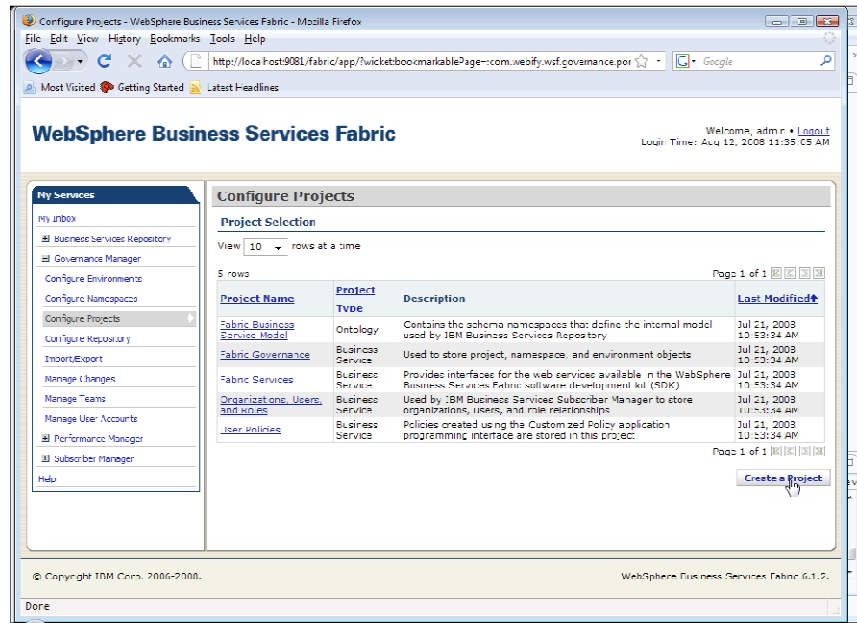 Configure Projects - WebSphere Business Services Fabric - Mozilla Firefox
File Edit View History Bookmarks Tools Help
http://localhost:9081/fabric/app/?wicket:bookmarkablePage=:com.webify.wsf.governance.por
Google
Most Visited Getting Started Latest Headlines
WebSphere Business Services Fabric
Welcome, admin • Logout
Login Time: Aug 12, 2008 11:35:05 AM
My Services
My Inbox
Business Services Repository
Governance Manager
Configure Environments
Configure Namespaces
Configure Projects
Configure Repository
Import/Export
Manage Changes
Manage Teams
Manage User Accounts
Performance Manager
Subscriber Manager
Help
Configure Projects
Project Selection
View 10 rows at a time
5 rows
Page 1 of 1
Project Name Project Type Description Last Modified
Fabric Business Service Model Ontology Contains the schema namespaces that define the internal model used by IBM Business Services Repository Jul 21, 2008 10:53:34 AM
Fabric Governance Business Service Used to store project, namespace, and environment objects Jul 21, 2008 10:53:34 AM
Fabric Services Business Service Provides interfaces for the web services available in the WebSphere Business Services Fabric software development kit (SDK) Jul 21, 2008 10:53:34 AM
Organizations, Users, and Roles Business Service Used by IBM Business Services Subscriber Manager to store organizations, users, and role relationships Jul 21, 2008 10:53:34 AM
User Policies Business Service Policies created using the Customized Policy application programming interface are stored in this project Jul 21, 2008 10:53:34 AM
Page 1 of 1
Create a Project
© Copyright IBM Corp. 2006-2008.
WebSphere Business Services Fabric 6.1.2.
Done